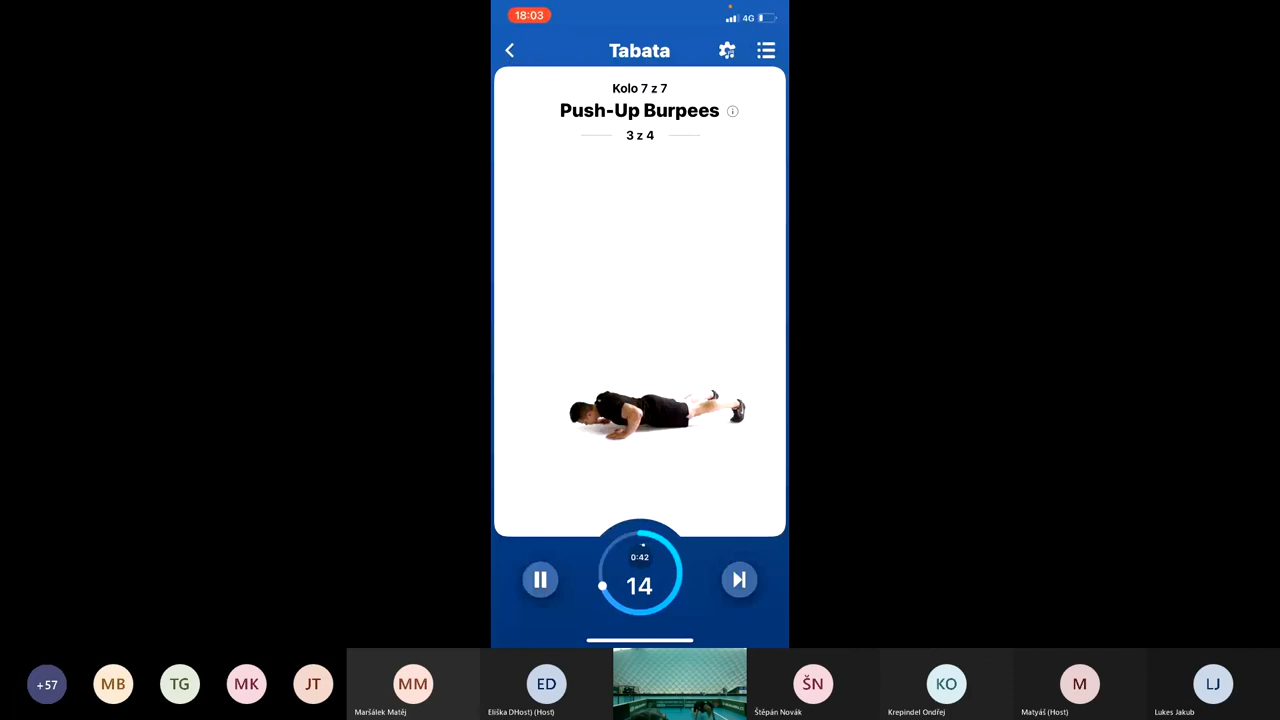 18:03
4G
Tabata
Kolo 7 z 7
Push-Up Burpees
3 z 4
0:42
14
+57
MB
TG
MK
JT
MM
ED
ŠN
KO
M
LJ
Maršálek Matěj
Eliška DHost) (Host)
Štěpán Novák
Krepindel Ondřej
Matyáš (Host)
Lukes Jakub